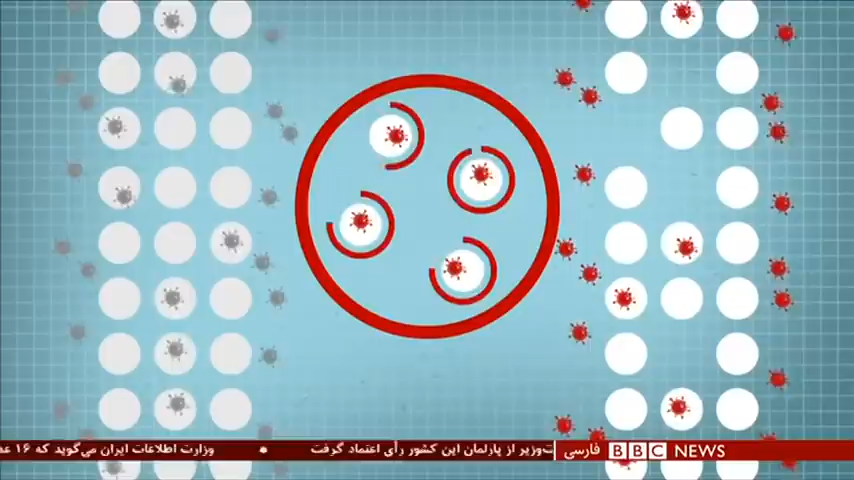 وزارت اطلاعات ایران می‌گوید که ۱۶ * ت‌وزیر از پارلمان این کشور رأی اعتماد گرفت
فارسی BBC NEWS